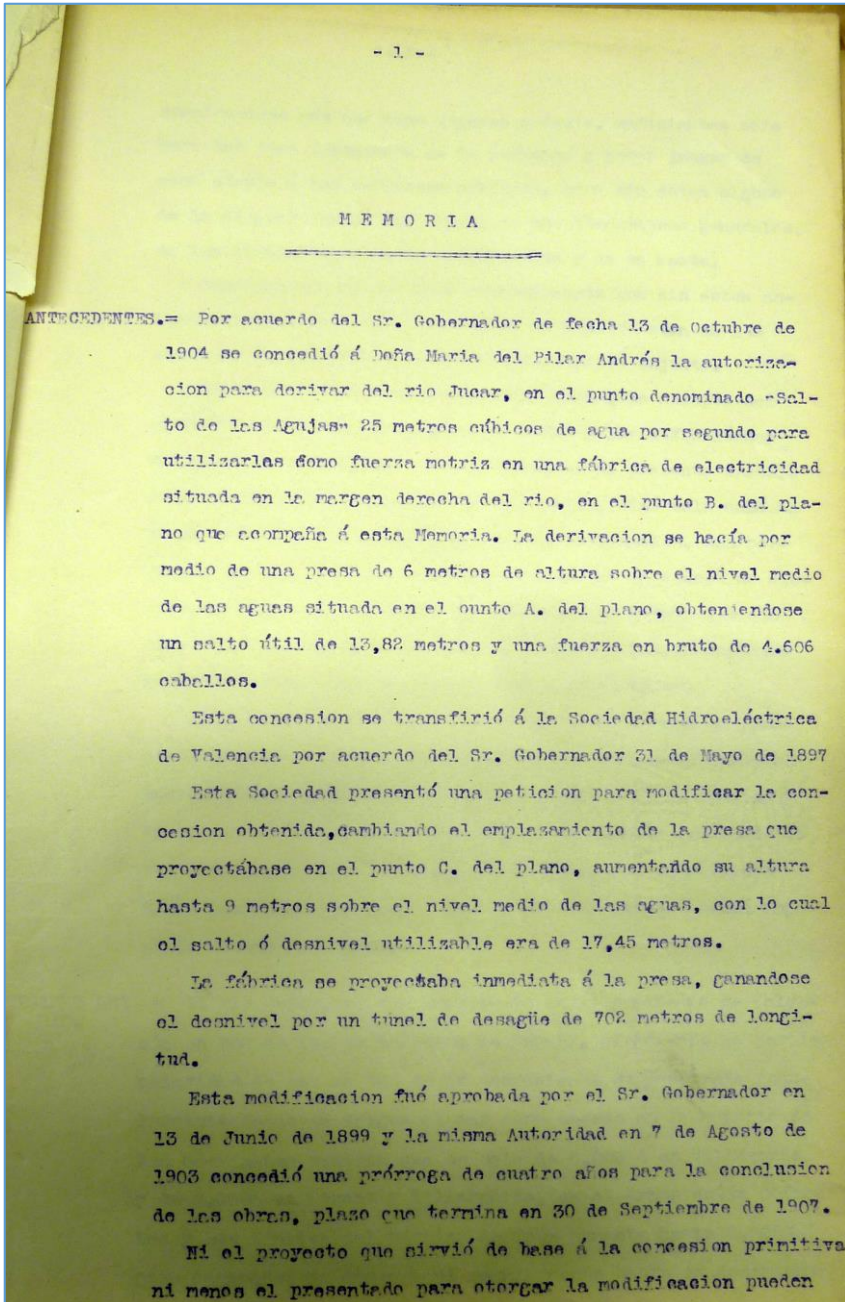 - 1 -
MEMORIA
ANTECEDENTES.= Por acuerdo del Sr. Gobernador de fecha 13 de Octubre de
1904 se concedió á Doña Maria del Pilar Andrés la autoriza-
cion para derivar del rio Jucar, en el punto denominado "Sal-
to de las Agujas" 25 metros cúbicos de agua por segundo para
utilizarlas como fuerza motriz en una fábrica de electricidad
situada en la margen derecha del rio, en el punto B. del pla-
no que acompaña á esta Memoria. La derivacion se hacía por
medio de una presa de 6 metros de altura sobre el nivel medio
de las aguas situada en el ounto A. del plano, obteniendose
un salto útil de 13,82 metros y una fuerza en bruto de 4.606
caballos.
Esta concesion se transfirió á la Sociedad Hidroeléctrica
de Valencia por acuerdo del Sr. Gobernador 31 de Mayo de 1897
Esta Sociedad presentó una peticion para modificar la con-
cesion obtenida,cambiando el emplazamiento de la presa que
proyectábase en el punto C. del plano, aumentando su altura
hasta 9 metros sobre el nivel medio de las aguas, con lo cual
el salto ó desnivel utilizable era de 17,45 metros.
La fábrica se proyectaba inmediata á la presa, ganandose
el desnivel por un tunel de desagüe de 702 metros de longi-
tud.
Esta modificacion fué aprobada por el Sr. Gobernador en
13 de Junio de 1899 y la misma Autoridad en 7 de Agosto de
1903 concedió una prórroga de cuatro años para la conclusion
de las obras, plazo que termina en 30 de Septiembre de 1907.
Ni el proyecto que sirvió de base á la concesion primitiva
ni menos el presentado para otorgar la modificacion pueden